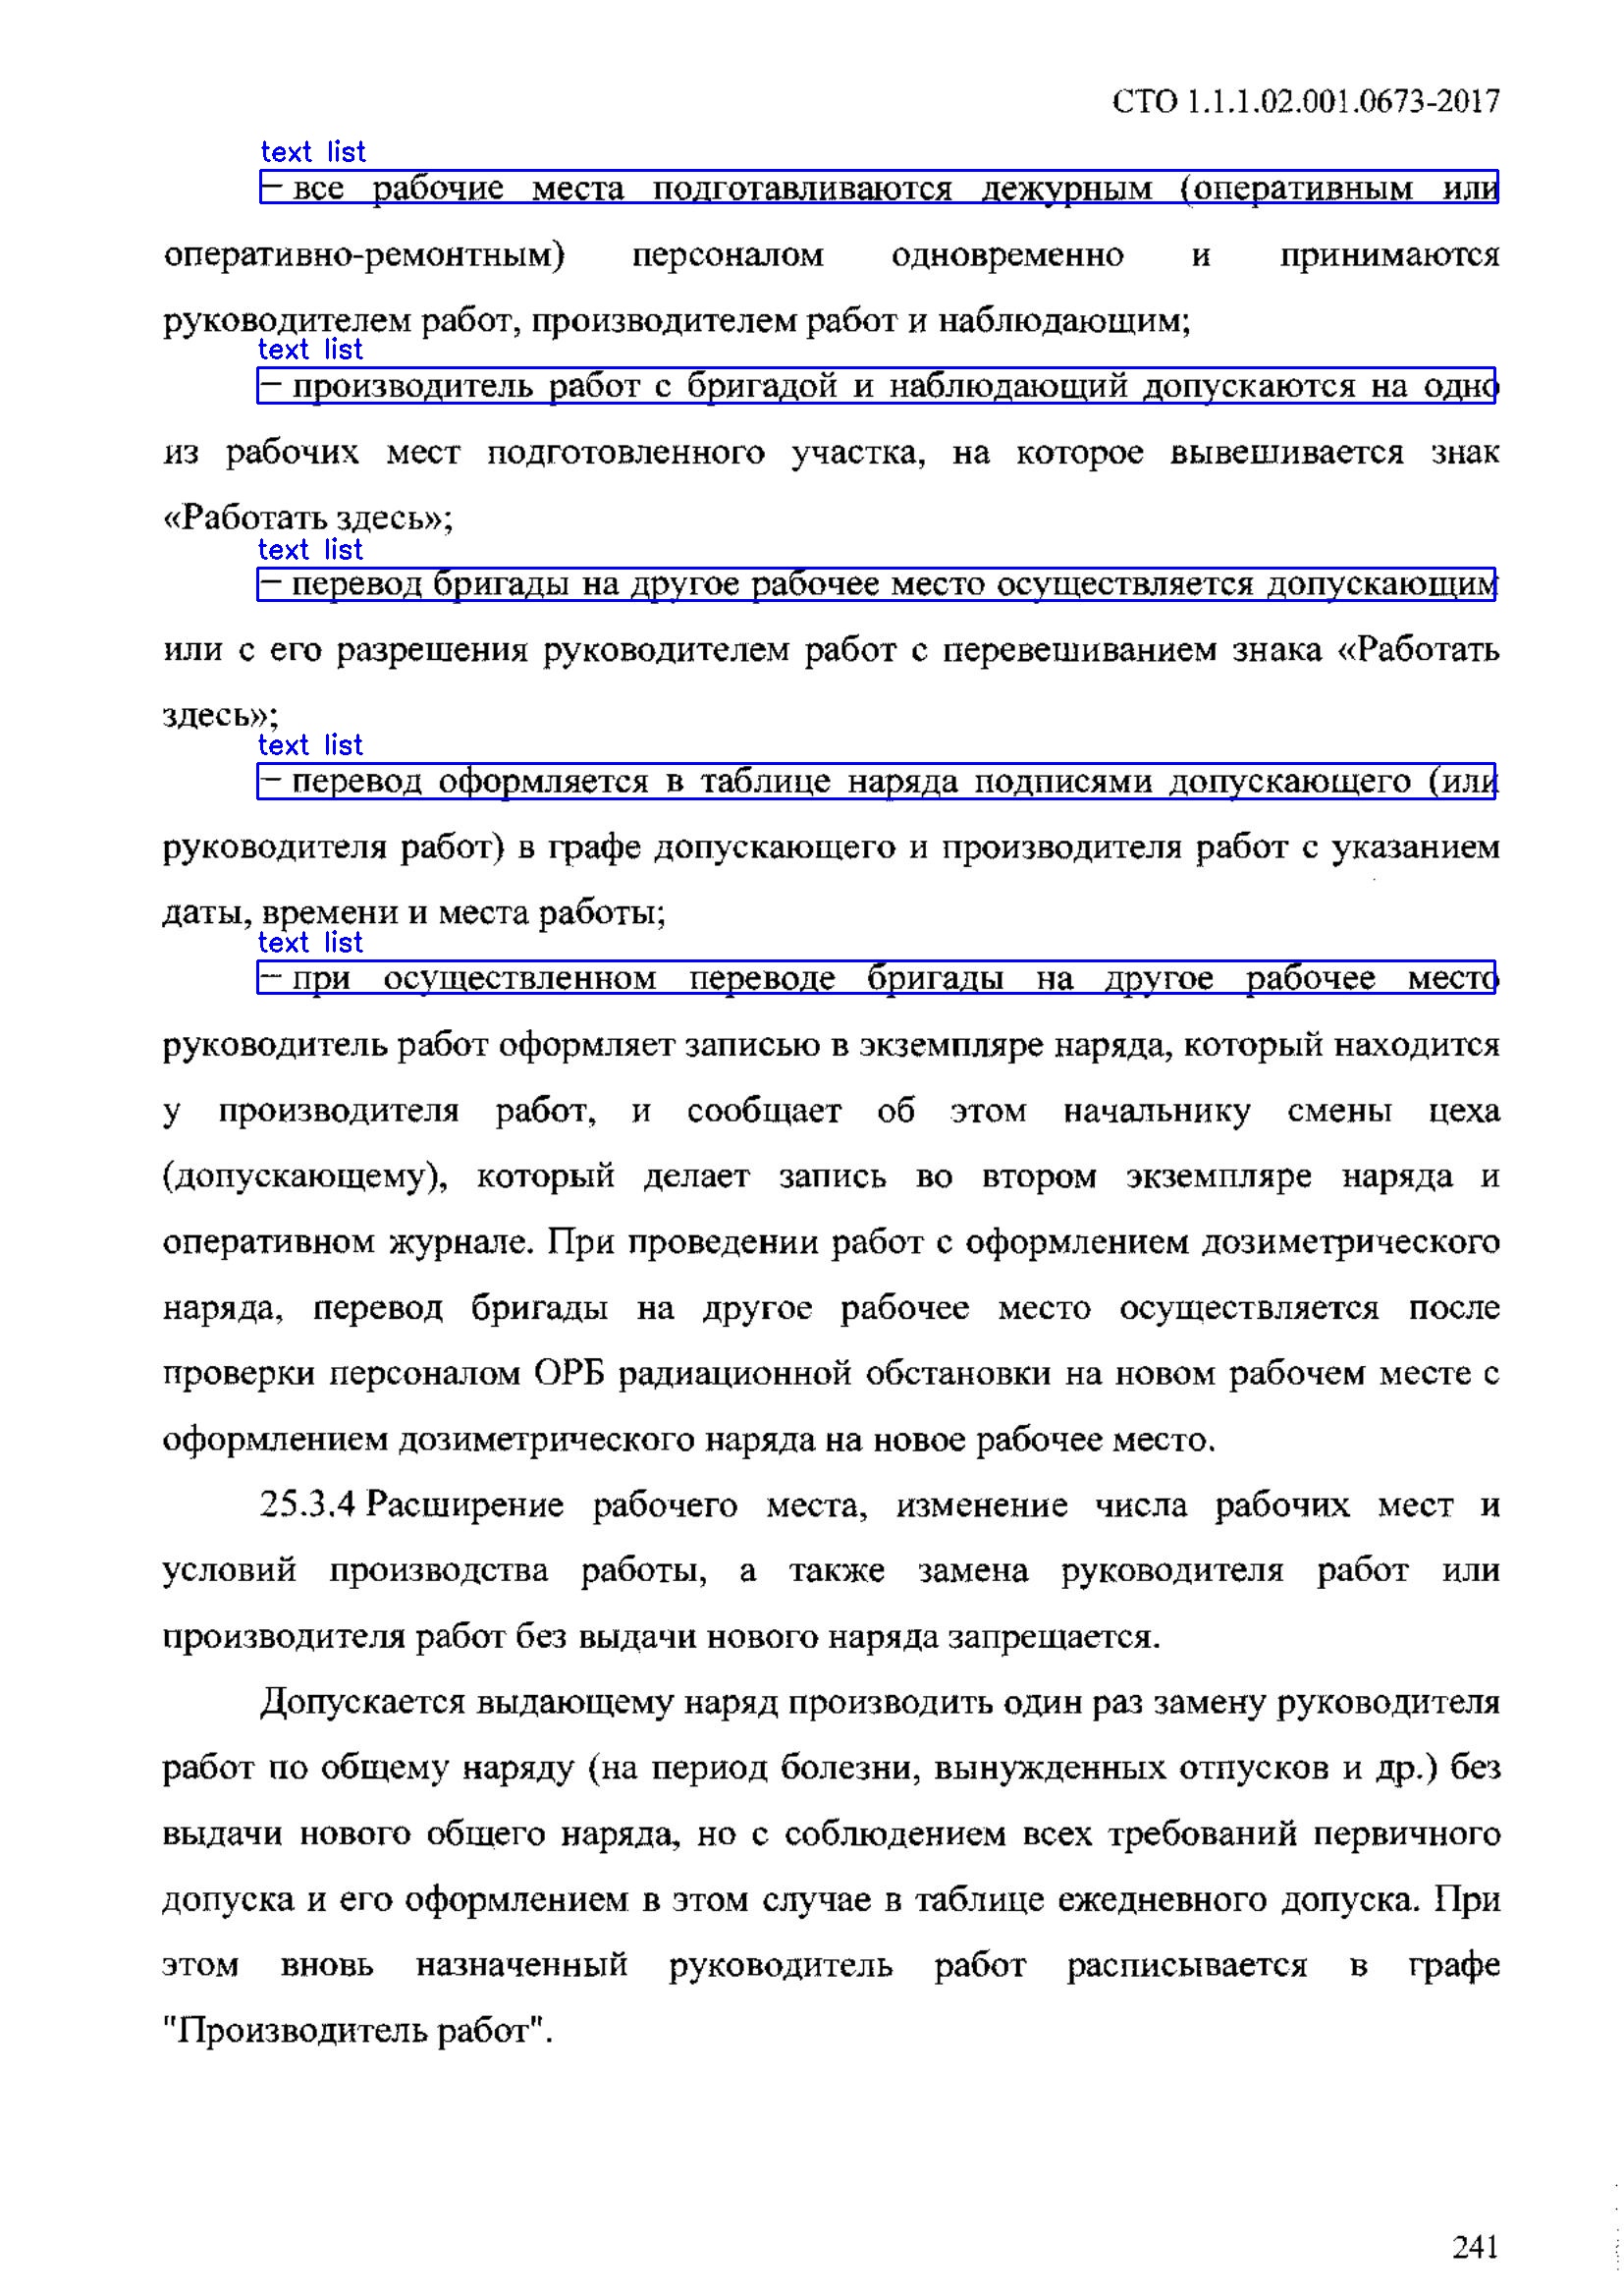 СТО 1.1.1.02.001.0673-2017
text list
– все рабочие места подготавливаются дежурным (оперативным или
оперативно-ремонтным) персоналом одновременно и принимаются
руководителем работ, производителем работ и наблюдающим;
text list
– производитель работ с бригадой и наблюдающий допускаются на одно
из рабочих мест подготовленного участка, на которое вывешивается знак
«Работать здесь»;
text list
– перевод бригады на другое рабочее место осуществляется допускающим
или с его разрешения руководителем работ с перевешиванием знака «Работать
здесь»;
text list
– перевод оформляется в таблице наряда подписями допускающего (или
руководителя работ) в графе допускающего и производителя работ с указанием
даты, времени и места работы;
text list
– при осуществленном переводе бригады на другое рабочее место
руководитель работ оформляет записью в экземпляре наряда, который находится
у производителя работ, и сообщает об этом начальнику смены цеха
(допускающему), который делает запись во втором экземпляре наряда и
оперативном журнале. При проведении работ с оформлением дозиметрического
наряда, перевод бригады на другое рабочее место осуществляется после
проверки персоналом ОРБ радиационной обстановки на новом рабочем месте с
оформлением дозиметрического наряда на новое рабочее место.
25.3.4 Расширение рабочего места, изменение числа рабочих мест и
условий производства работы, а также замена руководителя работ или
производителя работ без выдачи нового наряда запрещается.
Допускается выдающему наряд производить один раз замену руководителя
работ по общему наряду (на период болезни, вынужденных отпусков и др.) без
выдачи нового общего наряда, но с соблюдением всех требований первичного
допуска и его оформлением в этом случае в таблице ежедневного допуска. При
этом вновь назначенный руководитель работ расписывается в графе
"Производитель работ".
241